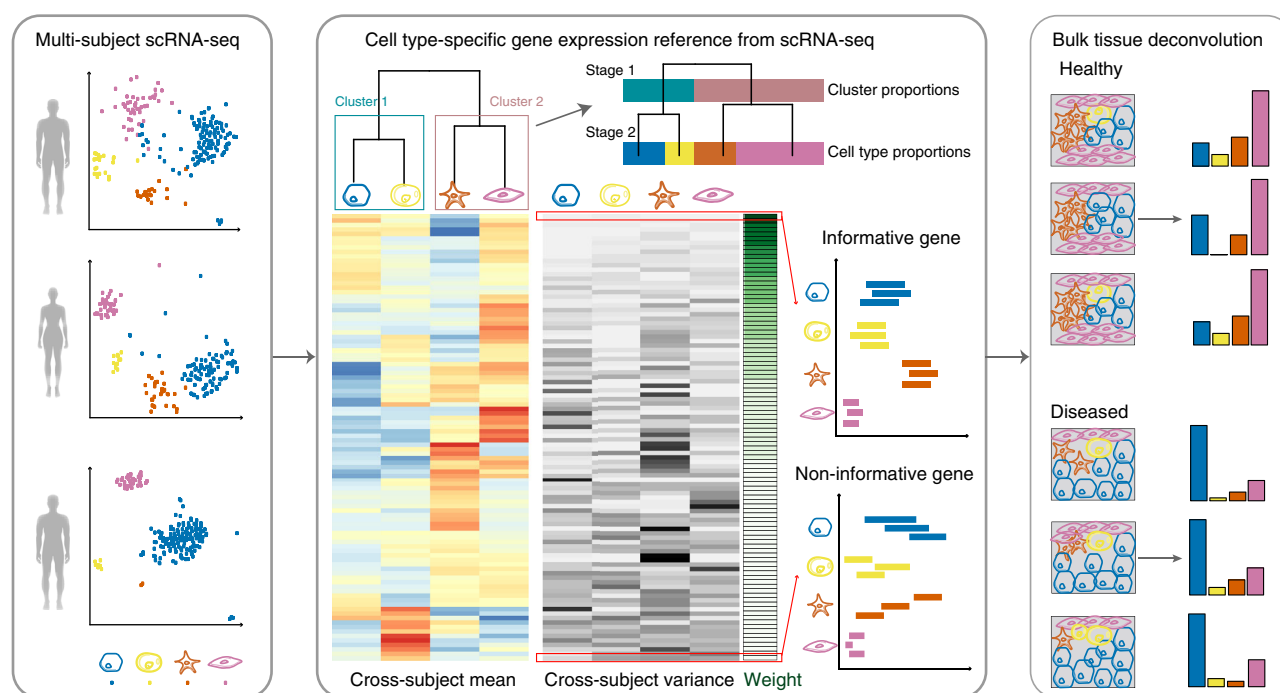 Multi-subject scRNA-seq
Cell type-specific gene expression reference from scRNA-seq
Cluster 1
Cluster 2
Stage 1
Cluster proportions
Stage 2
Cell type proportions
Informative gene
Non-informative gene
Cross-subject mean
Cross-subject variance
Weight
Bulk tissue deconvolution
Healthy
Diseased